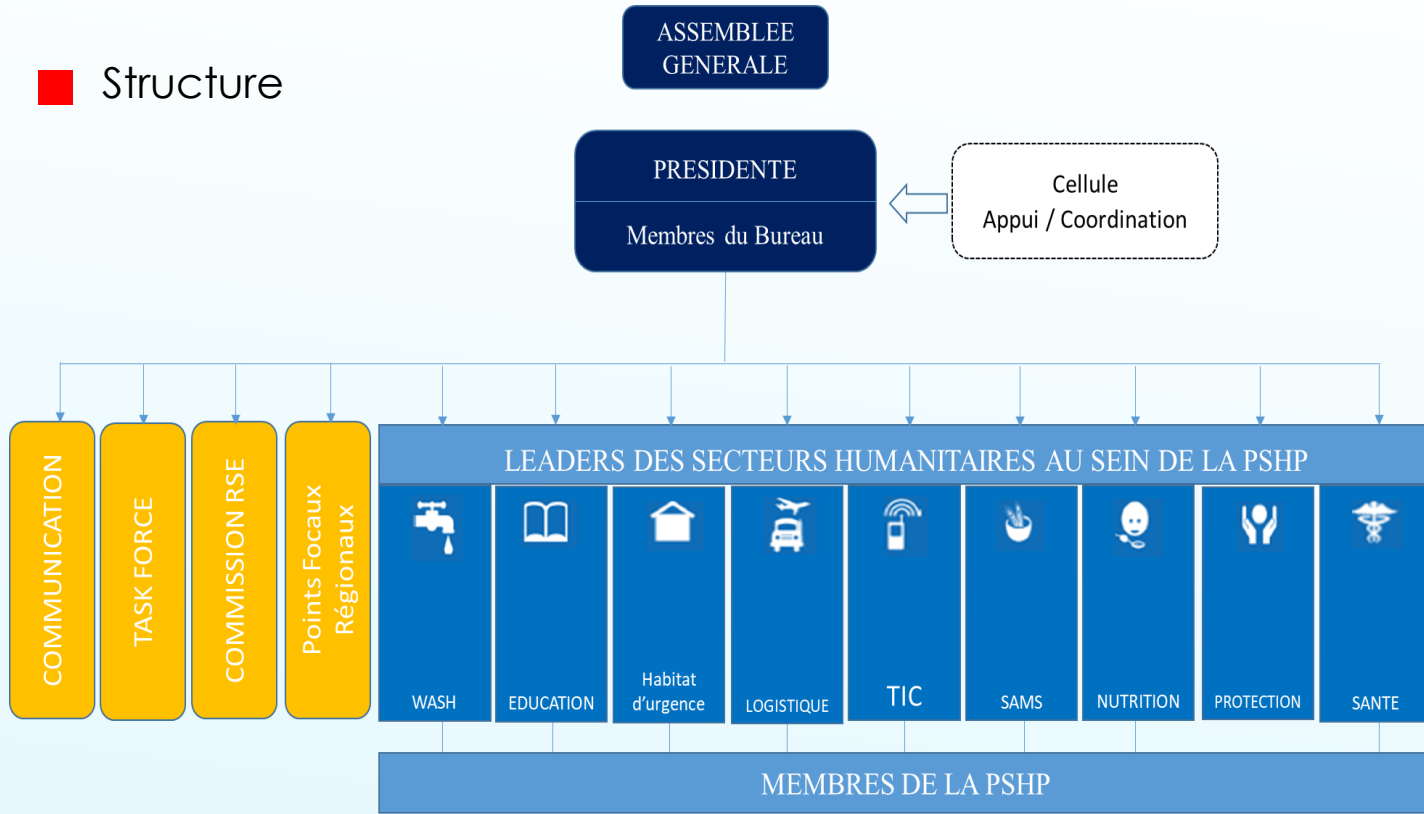 Structure
ASSEMBLEE
GENERALE
PRESIDENTE
Membres du Bureau
Cellule
Appui / Coordination
COMMUNICATION
TASK FORCE
COMMISSION RSE
Points Focaux
Régionaux
LEADERS DES SECTEURS HUMANITAIRES AU SEIN DE LA PSHP
WASH
EDUCATION
Habitat
d’urgence
LOGISTIQUE
TIC
SAMS
NUTRITION
PROTECTION
SANTE
MEMBRES DE LA PSHP